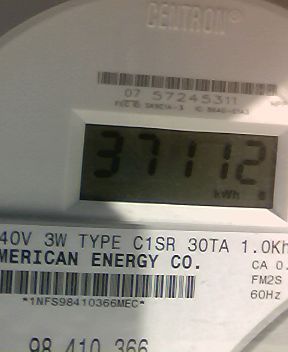 CENTRON®
07 57245311
37112
kWh
40V 3W TYPE C1SR 30TA 1.0Kh
MERICAN ENERGY CO.
CA 0.
FM2S
60Hz
*1NFS98410366MEC*
98 410 366